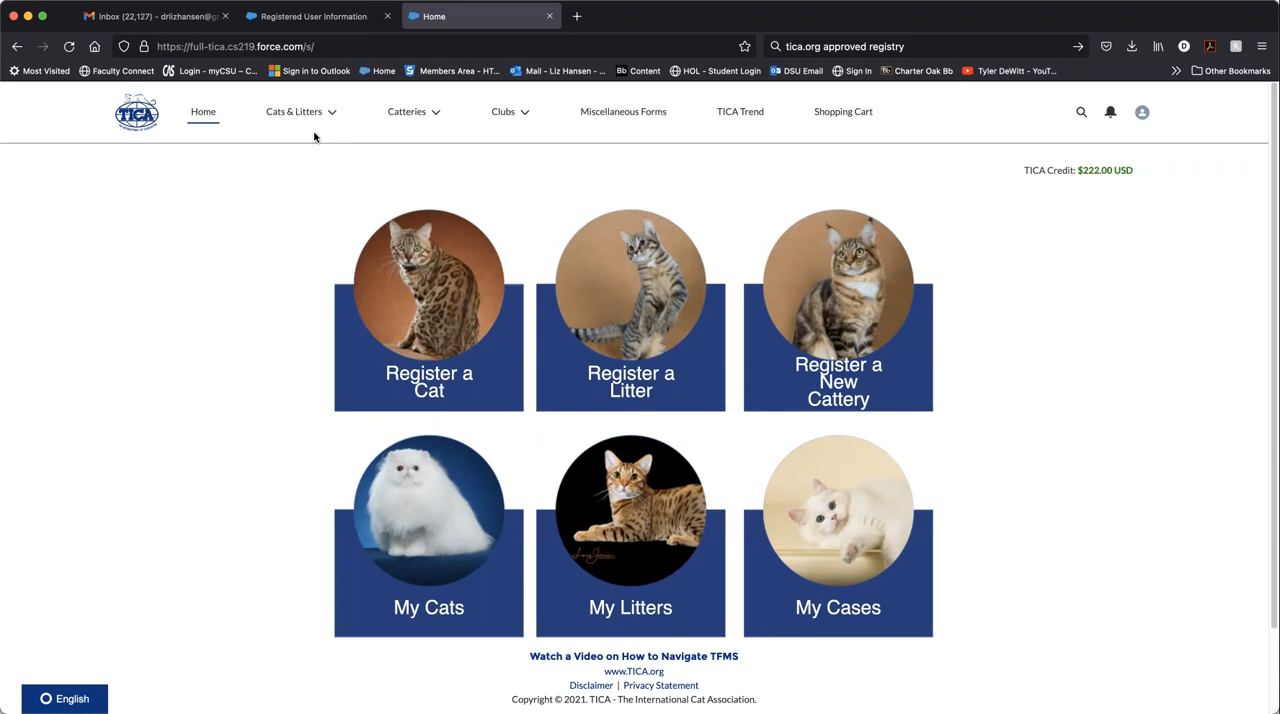 Inbox (22,127) - drlizhansen@g
Registered User Information
Home
https://full-tica.cs219.force.com/s/
tica.org approved registry
Most Visited
Faculty Connect
Login - myCSU – C...
Sign in to Outlook
Home
Members Area - HT...
Mail - Liz Hansen - ...
Bb Content
HOL - Student Login
DSU Email
Sign In
Charter Oak Bb
Tyler DeWitt - YouT...
Other Bookmarks
TICA
Home
Cats & Litters
Catteries
Clubs
Miscellaneous Forms
TICA Trend
Shopping Cart
TICA Credit: $222.00 USD
Register a
Cat
Register a
Litter
Register a
New
Cattery
My Cats
My Litters
My Cases
Watch a Video on How to Navigate TFMS
www.TICA.org
Disclaimer | Privacy Statement
Copyright © 2021. TICA - The International Cat Association.
English